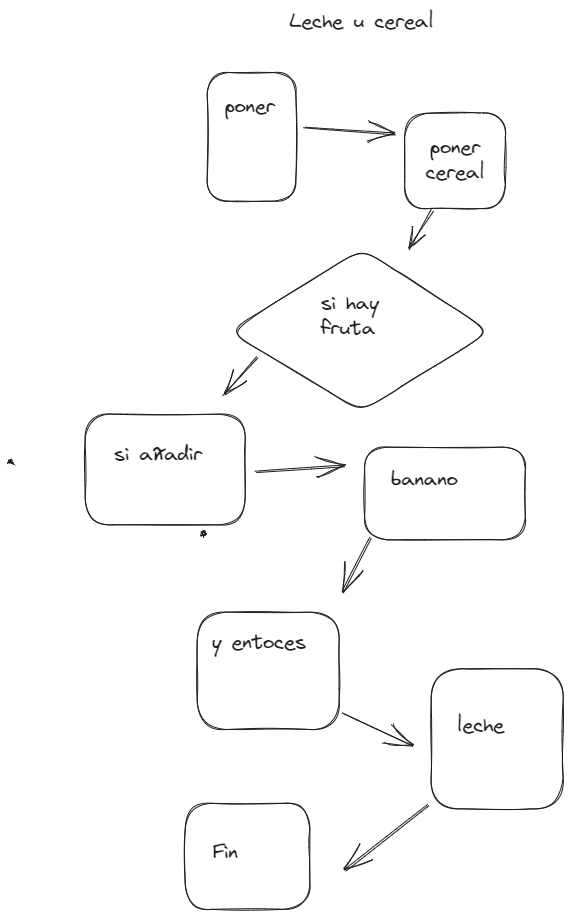 Leche u cereal
poner
poner
cereal
si hay
fruta
si añadir
banano
y entoces
leche
Fin